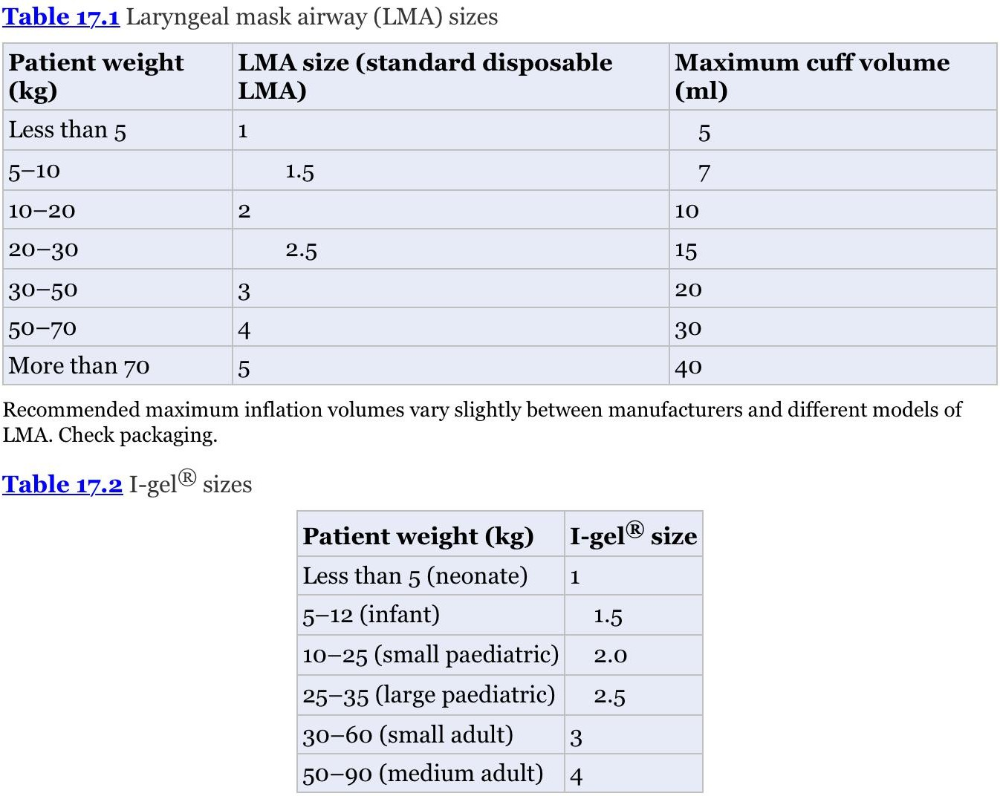 Table 17.1 Laryngeal mask airway (LMA) sizes
Patient weight (kg) LMA size (standard disposable LMA) Maximum cuff volume (ml)
Less than 5 1 5
5–10 1.5 7
10–20 2 10
20–30 2.5 15
30–50 3 20
50–70 4 30
More than 70 5 40
Recommended maximum inflation volumes vary slightly between manufacturers and different models of
LMA. Check packaging.
Table 17.2 I-gel® sizes
Patient weight (kg) I-gel® size
Less than 5 (neonate) 1
5–12 (infant) 1.5
10–25 (small paediatric) 2.0
25–35 (large paediatric) 2.5
30–60 (small adult) 3
50–90 (medium adult) 4